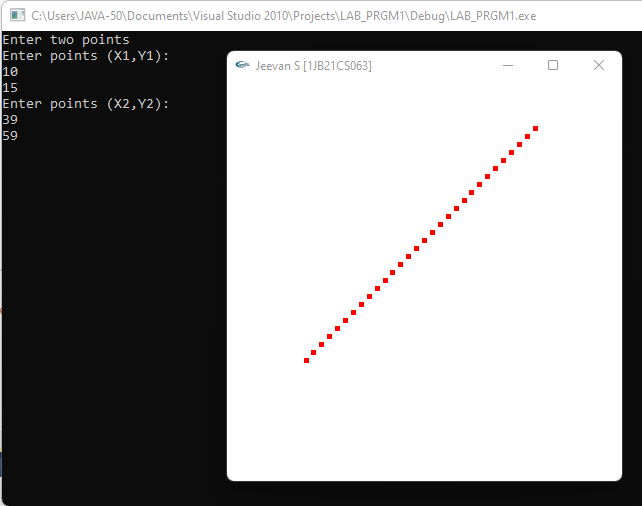 C:\Users\JAVA-50\Documents\Visual Studio 2010\Projects\LAB_PRGM1\Debug\LAB_PRGM1.exe
Enter two points
Enter points (X1,Y1):
10
15
Enter points (X2,Y2):
39
59
Jeevan S [1JB21CS063]